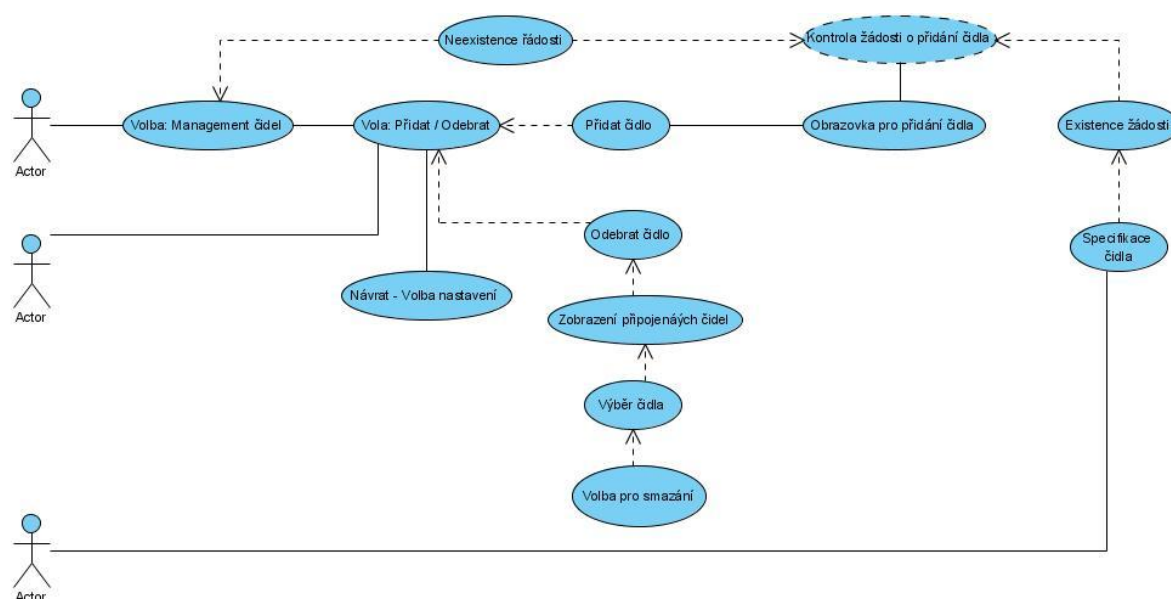 Neexistence řádosti
Kontrola žádosti o přidání čidla
Actor
Volba: Management čidel
Vola: Přidat / Odebrat
Přidat čidlo
Obrazovka pro přidání čidla
Existence žádosti
Actor
Odebrat čidlo
Specifikace
čidla
Návrat - Volba nastavení
Zobrazení připojenáých čidel
Výběr čidla
Volba pro smazání
Actor